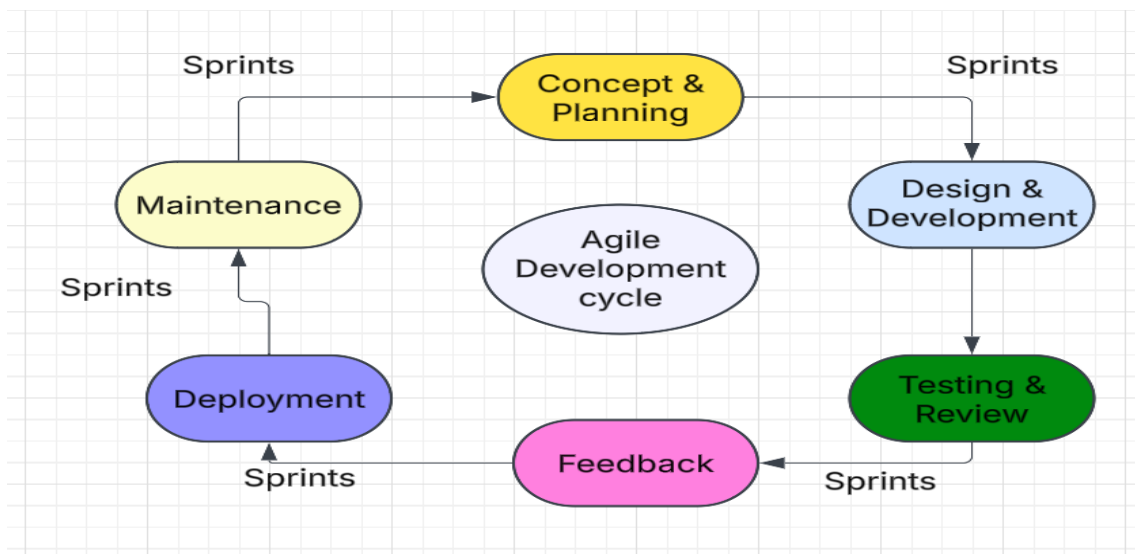 Sprints
Concept &
Planning
Sprints
Maintenance
Design &
Development
Agile
Development
cycle
Sprints
Deployment
Testing &
Review
Feedback
Sprints
Sprints